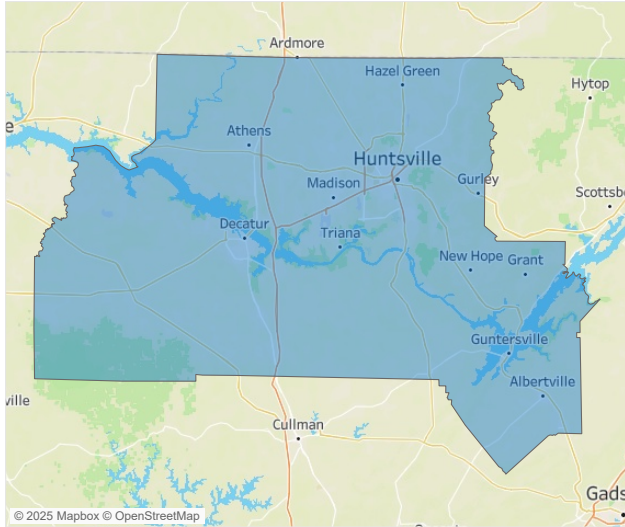 Ardmore
Hazel Green
Hytop
e
Athens
Huntsville
Madison
Gurley
Scottsb
Decatur
Triana
New Hope
Grant
Guntersville
Albertville
ville
Cullman
Gads
© 2025 Mapbox © OpenStreetMap